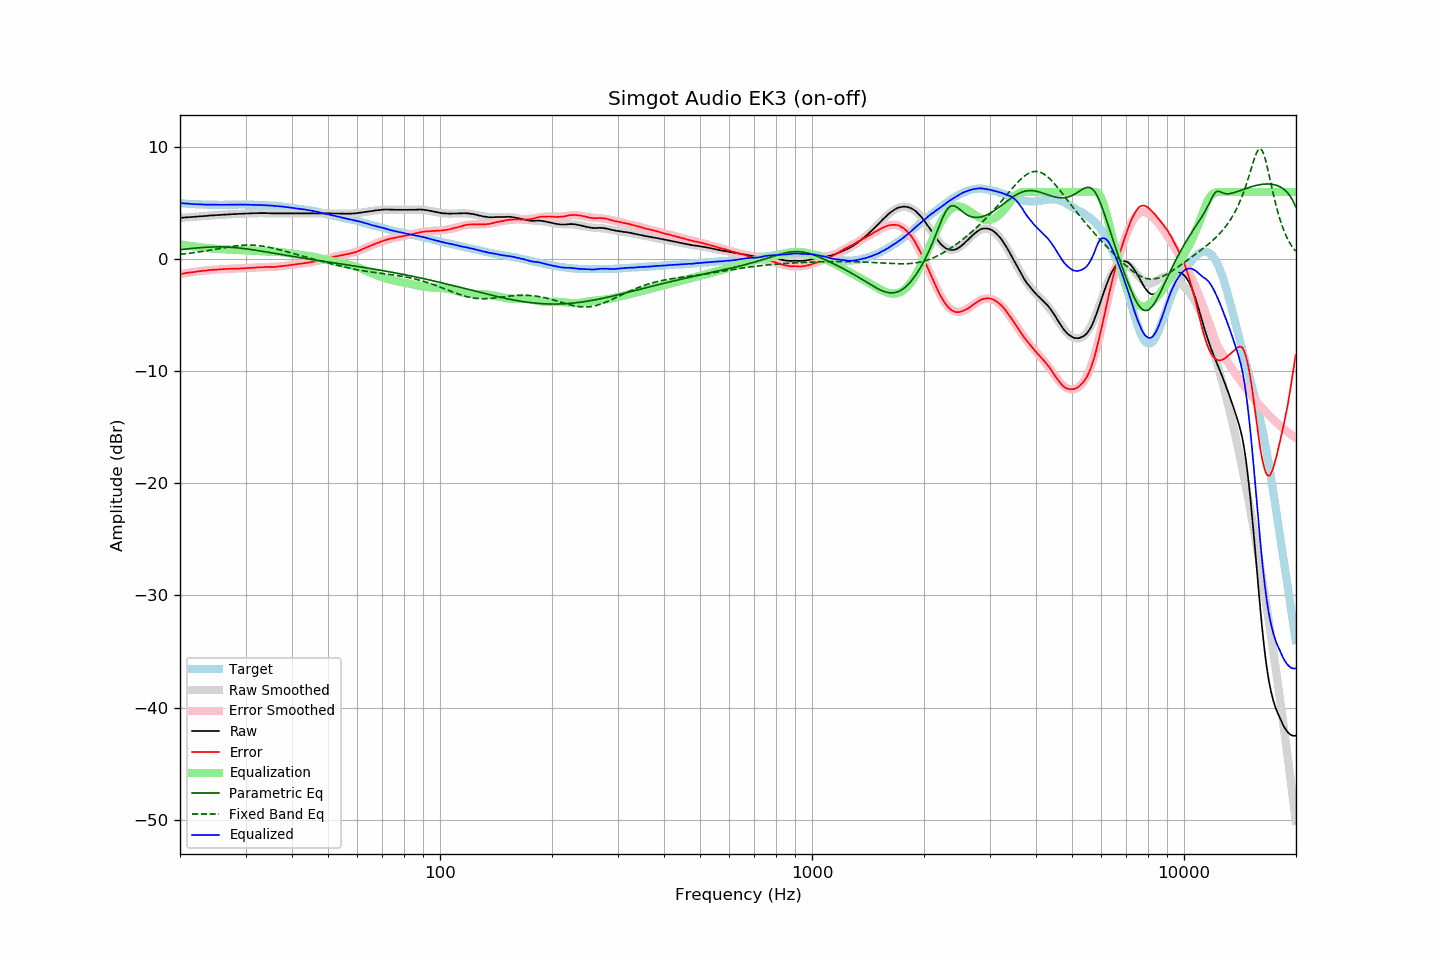 Simgot Audio EK3 (on-off)
Amplitude (dBr)
10
0
−10
−20
−30
−40
−50
Target
Raw Smoothed
Error Smoothed
Raw
Error
Equalization
Parametric Eq
Fixed Band Eq
Equalized
100
1000
10000
Frequency (Hz)